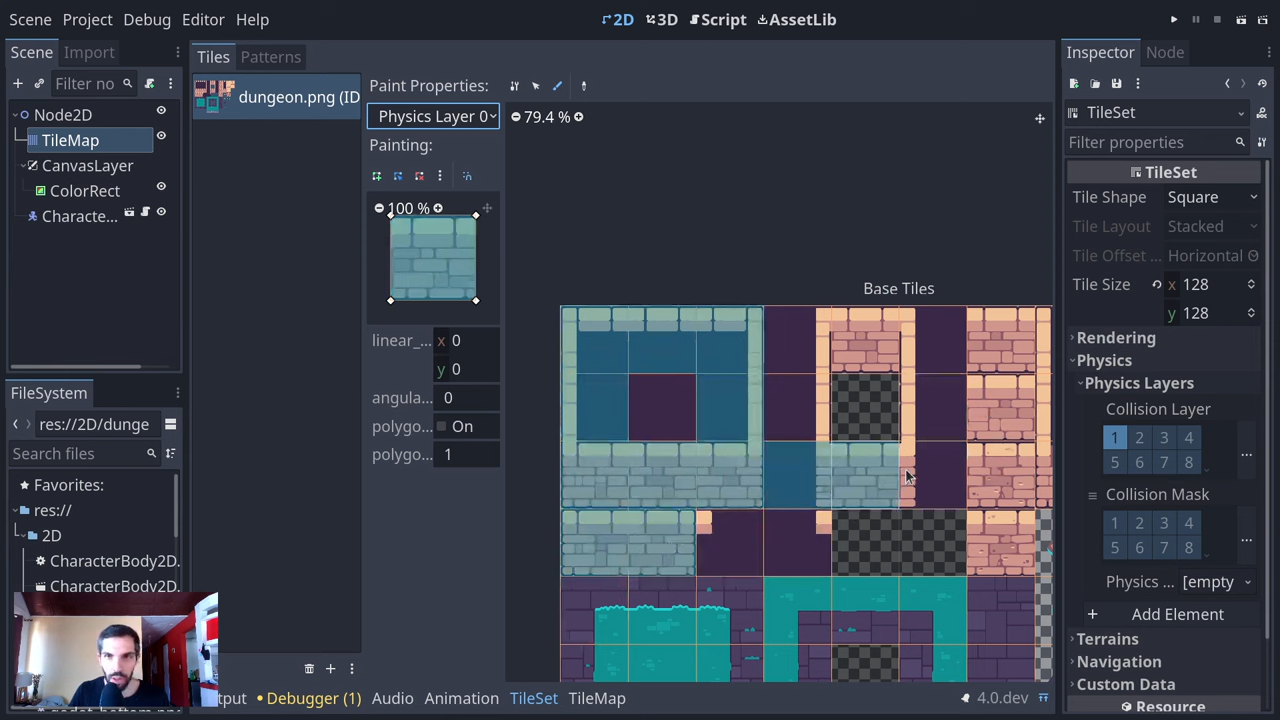 Scene Project Debug Editor Help
2D 3D Script AssetLib
Scene Import
Filter no
Node2D
TileMap
CanvasLayer
ColorRect
Characte...
FileSystem
res://2D/dunge
Search files
Favorites:
res://
2D
CharacterBody2D.
CharacterBody2D.
Tiles Patterns
dungeon.png (ID
Paint Properties:
Physics Layer 0
Painting:
100 %
linear_... x 0
y 0
angula... 0
polygo... On
polygo... 1
79.4 %
Base Tiles
tput Debugger (1) Audio Animation TileSet TileMap
4.0.dev
Inspector Node
TileSet
Filter properties
TileSet
Tile Shape Square
Tile Layout Stacked
Tile Offset ... Horizontal O
Tile Size x 128
y 128
Rendering
Physics
Physics Layers
Collision Layer
1 2 3 4
5 6 7 8
...
Collision Mask
1 2 3 4
5 6 7 8
...
Physics ... [empty
+ Add Element
Terrains
Navigation
Custom Data
Resource